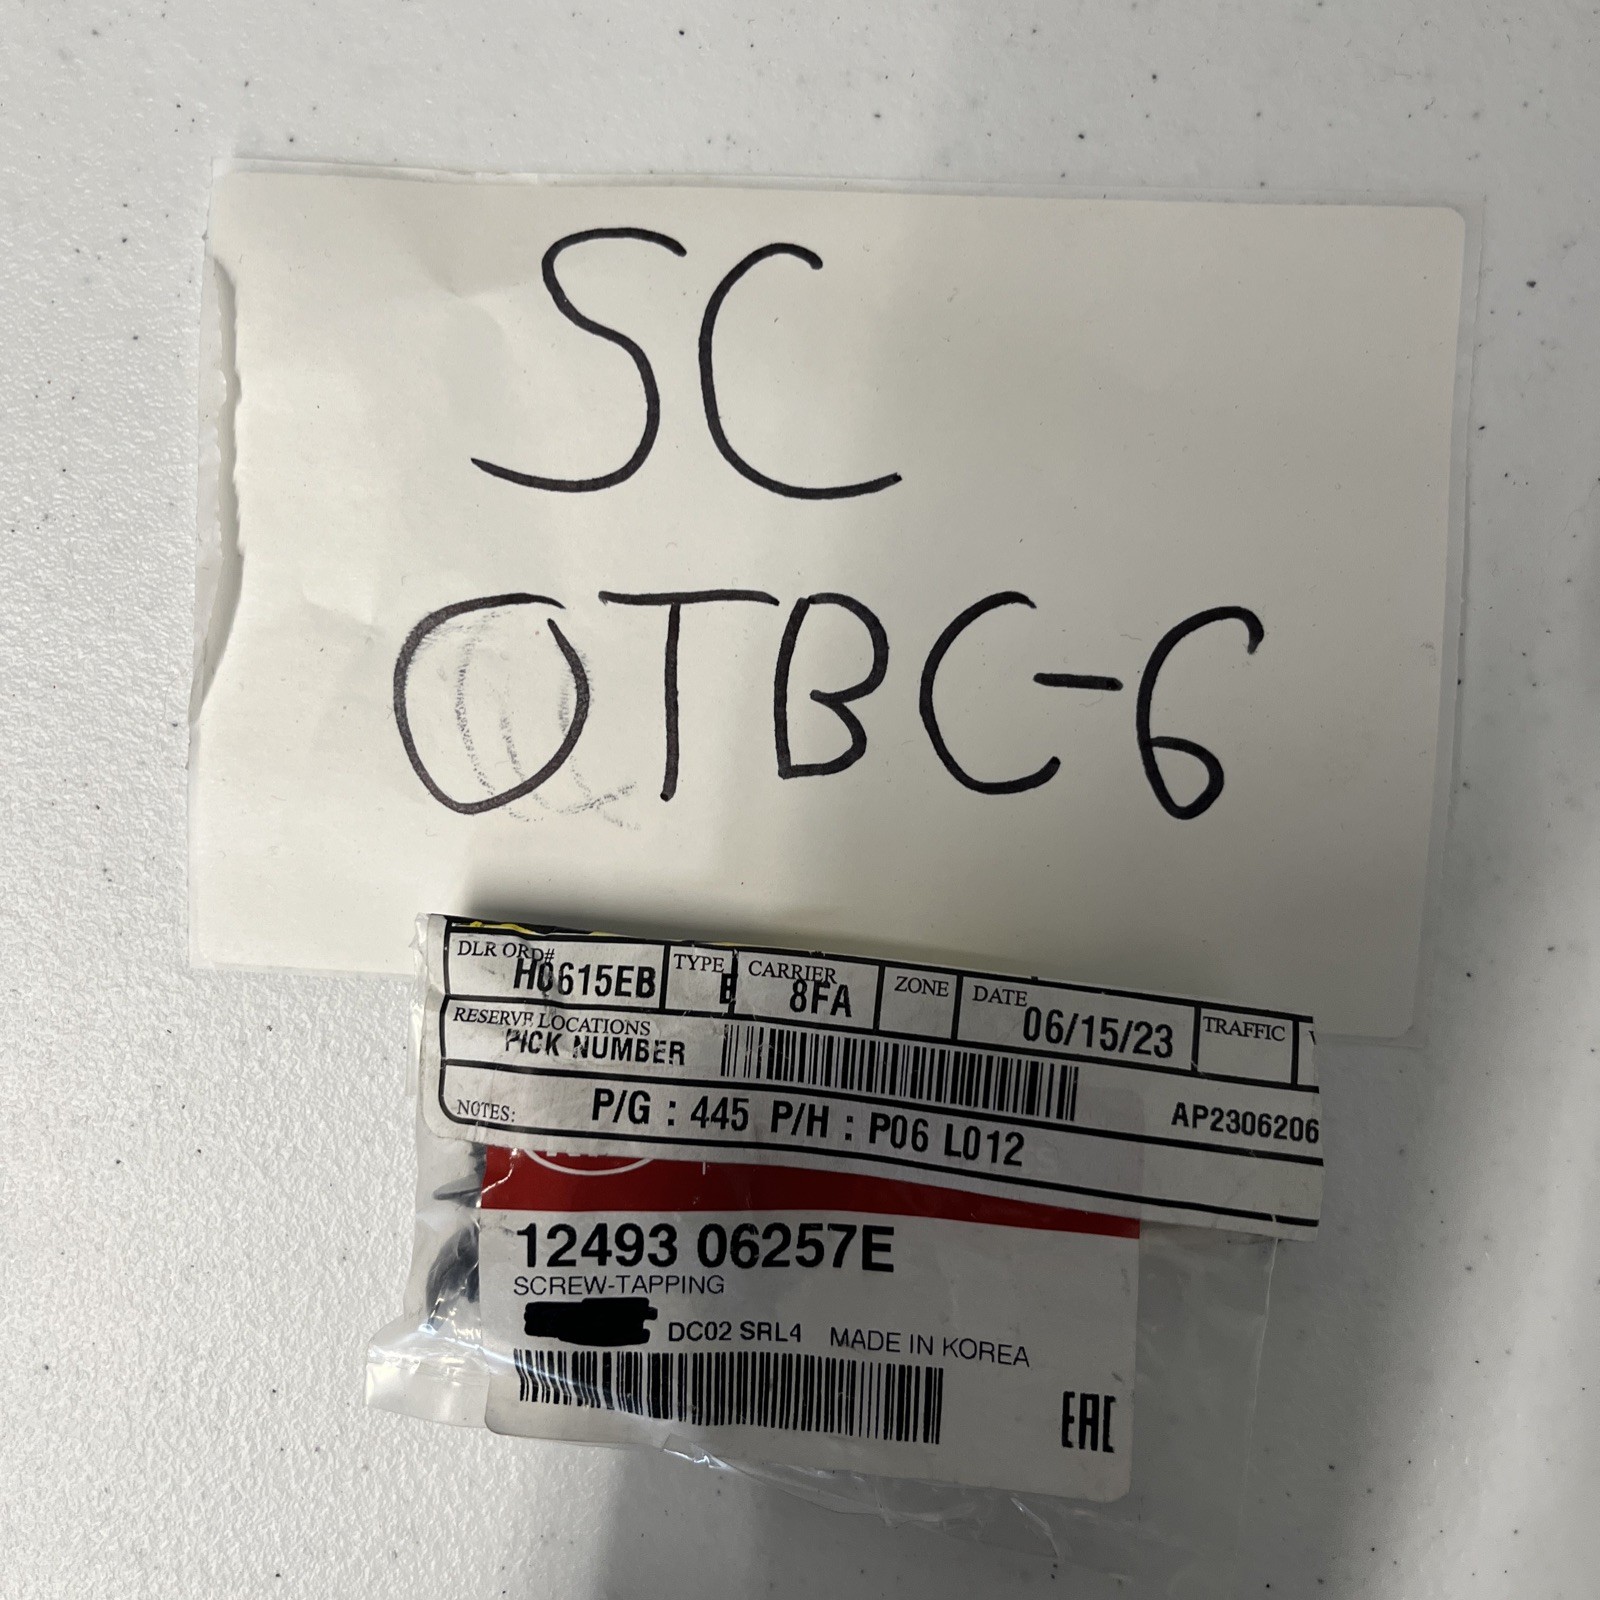 SC
OTBC-6
DLR ORD# H0615EB TYPE E CARRIER 8FA ZONE DATE 06/15/23 TRAFFIC
RESERVE LOCATIONS
PICK NUMBER
AP2306206
NOTES: P/G : 445 P/H : P06 L012
12493 06257E
SCREW-TAPPING
DC02 SRL4 MADE IN KOREA
EAC